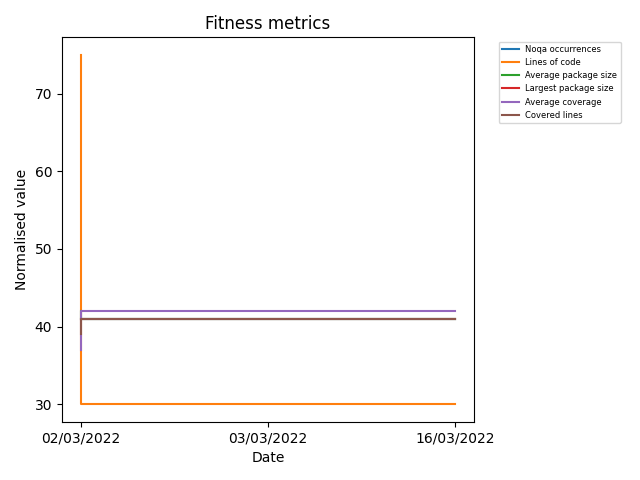 Fitness metrics
Noqa occurrences
Lines of code
Average package size
Largest package size
Average coverage
Covered lines
Normalised value
70
60
50
40
30
02/03/2022
03/03/2022
16/03/2022
Date